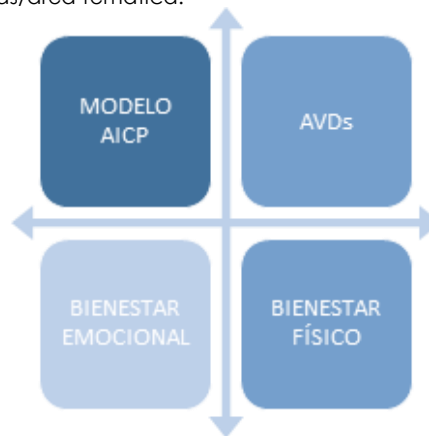 as/área temática.
MODELO
AICP
AVDs
BIENESTAR
EMOCIONAL
BIENESTAR
FÍSICO